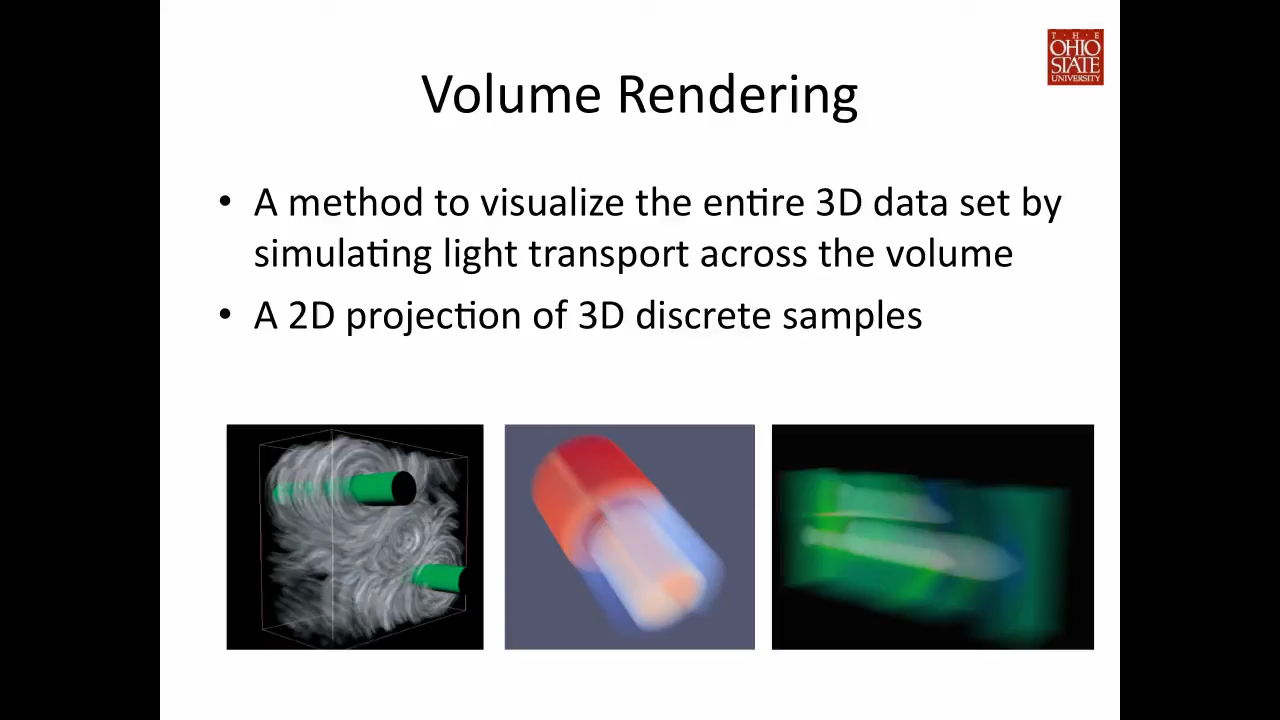 T · H · E
OHIO
STATE
UNIVERSITY
Volume Rendering
• A method to visualize the entire 3D data set by
simulating light transport across the volume
• A 2D projection of 3D discrete samples